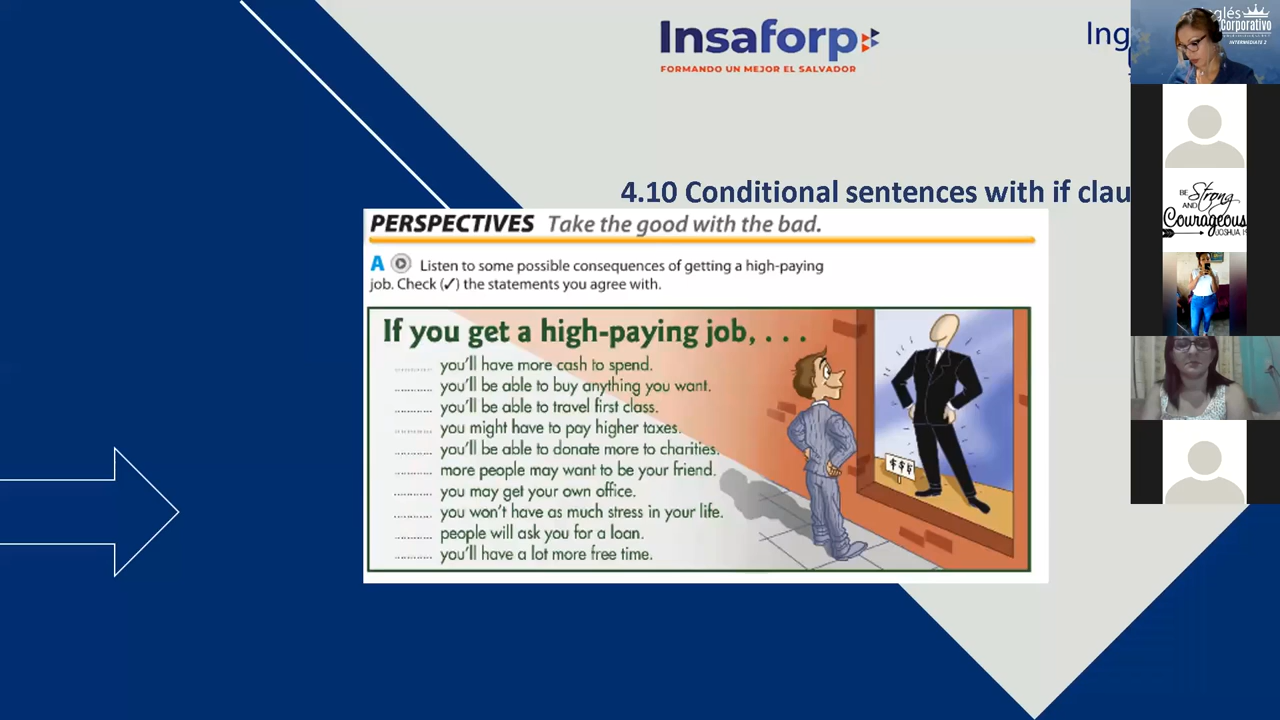 Insaforp
FORMANDO UN MEJOR EL SALVADOR
Ing
Corporativo
INTERMEDIATE 2
4.10 Conditional sentences with if clau
PERSPECTIVES Take the good with the bad.
A Listen to some possible consequences of getting a high-paying
job. Check (✓) the statements you agree with.
If you get a high-paying job, . . .
.......... you'll have more cash to spend.
.......... you'll be able to buy anything you want.
.......... you'll be able to travel first class.
.......... you might have to pay higher taxes.
.......... you'll be able to donate more to charities.
.......... more people may want to be your friend.
.......... you may get your own office.
.......... you won't have as much stress in your life.
.......... people will ask you for a loan.
.......... you'll have a lot more free time.
$$$
BE
Strong
AND
Courageous
JOSHUA 1:9